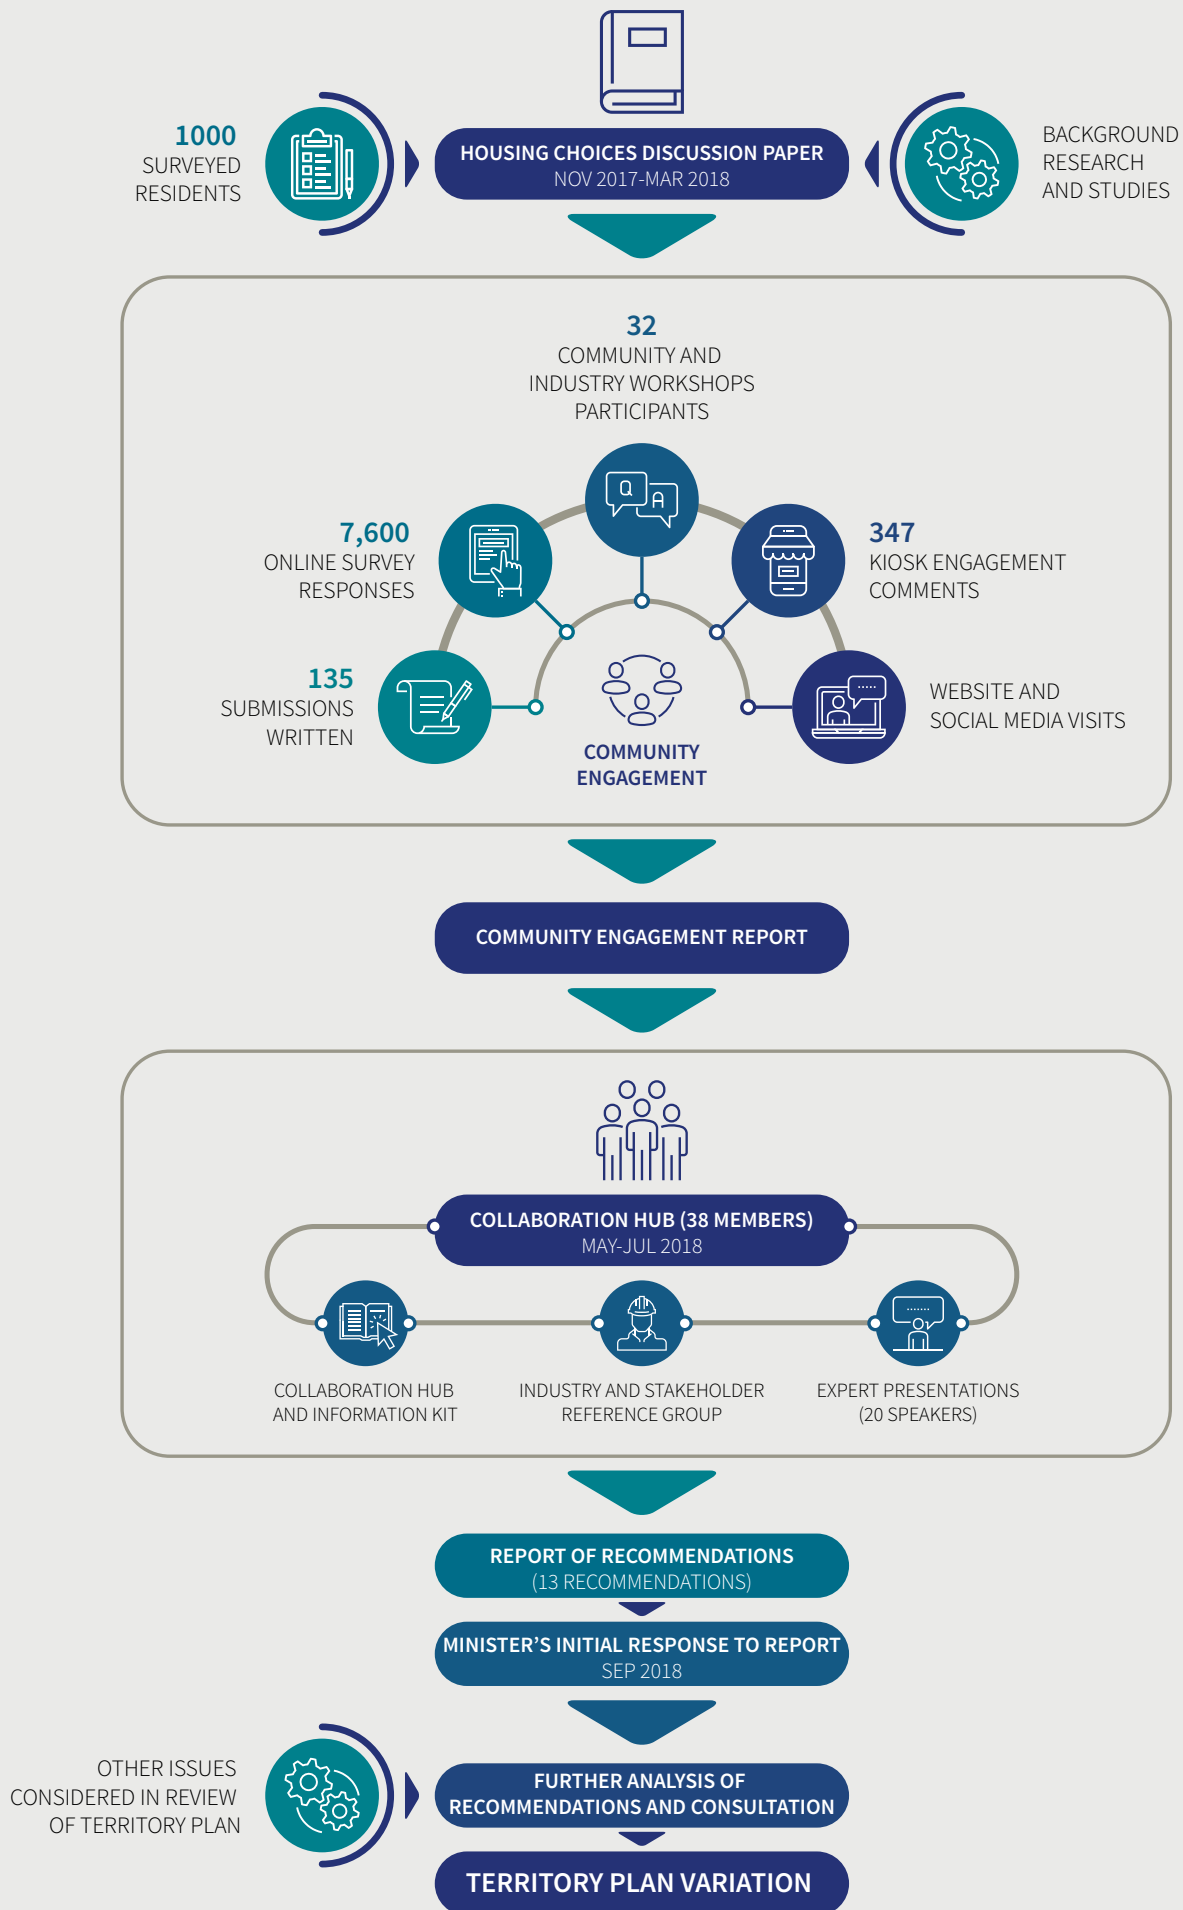 1000
SURVEYED
RESIDENTS
HOUSING CHOICES DISCUSSION PAPER
NOV 2017-MAR 2018
BACKGROUND
RESEARCH
AND STUDIES
32
COMMUNITY AND
INDUSTRY WORKSHOPS
PARTICIPANTS
Q
A
7,600
ONLINE SURVEY
RESPONSES
347
KIOSK ENGAGEMENT
COMMENTS
135
SUBMISSIONS
WRITTEN
WEBSITE AND
SOCIAL MEDIA VISITS
COMMUNITY
ENGAGEMENT
COMMUNITY ENGAGEMENT REPORT
COLLABORATION HUB (38 MEMBERS)
MAY-JUL 2018
COLLABORATION HUB
AND INFORMATION KIT
INDUSTRY AND STAKEHOLDER
REFERENCE GROUP
EXPERT PRESENTATIONS
(20 SPEAKERS)
REPORT OF RECOMMENDATIONS
(13 RECOMMENDATIONS)
MINISTER'S INITIAL RESPONSE TO REPORT
SEP 2018
OTHER ISSUES
CONSIDERED IN REVIEW
OF TERRITORY PLAN
FURTHER ANALYSIS OF
RECOMMENDATIONS AND CONSULTATION
TERRITORY PLAN VARIATION